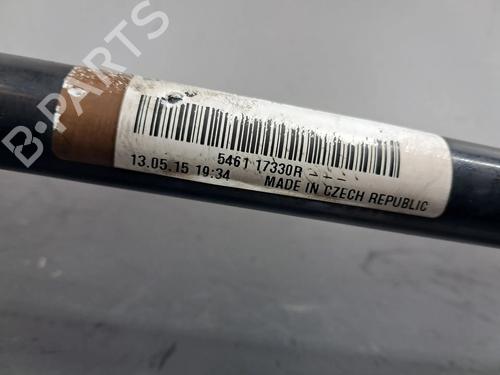 B-PARTS
5461 17330R
13.05.15 19:34 MADE IN CZECH REPUBLIC